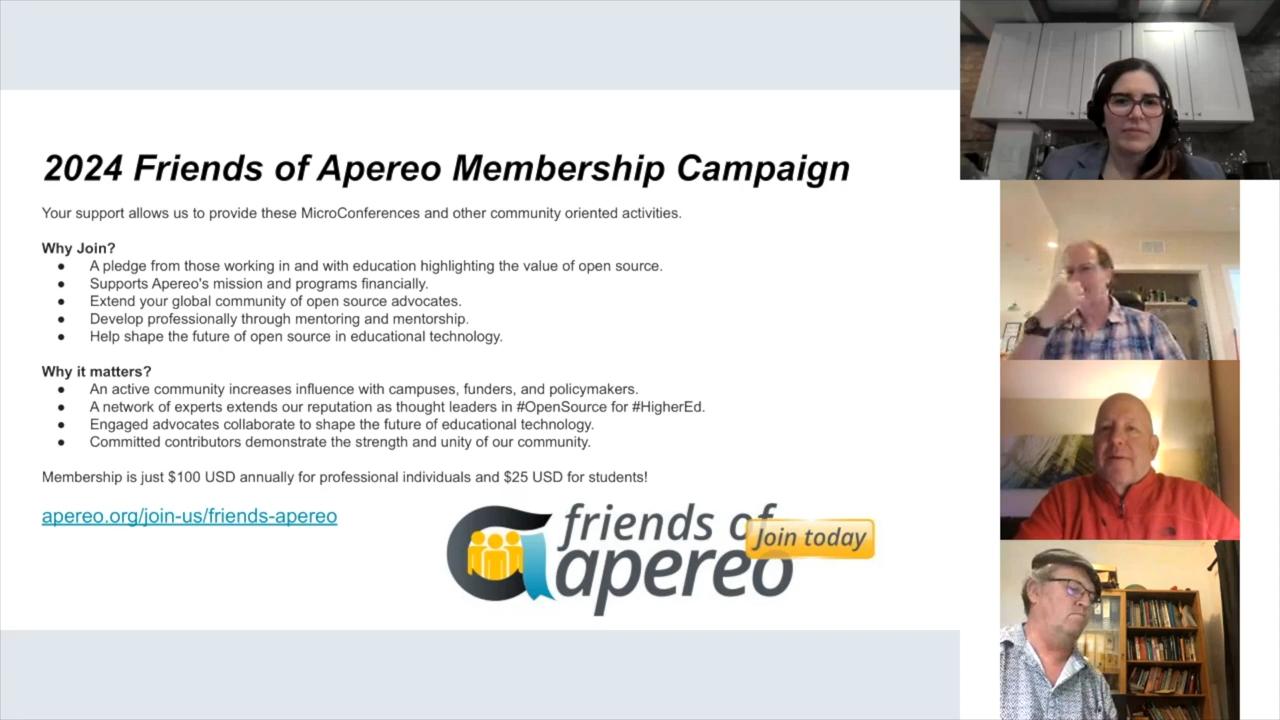 2024 Friends of Apereo Membership Campaign
Your support allows us to provide these MicroConferences and other community oriented activities.
Why Join?
● A pledge from those working in and with education highlighting the value of open source.
● Supports Apereo's mission and programs financially.
● Extend your global community of open source advocates.
● Develop professionally through mentoring and mentorship.
● Help shape the future of open source in educational technology.
Why it matters?
● An active community increases influence with campuses, funders, and policymakers.
● A network of experts extends our reputation as thought leaders in #OpenSource for #HigherEd.
● Engaged advocates collaborate to shape the future of educational technology.
● Committed contributors demonstrate the strength and unity of our community.
Membership is just $100 USD annually for professional individuals and $25 USD for students!
apereo.org/join-us/friends-apereo
friends of
Join today
apereo